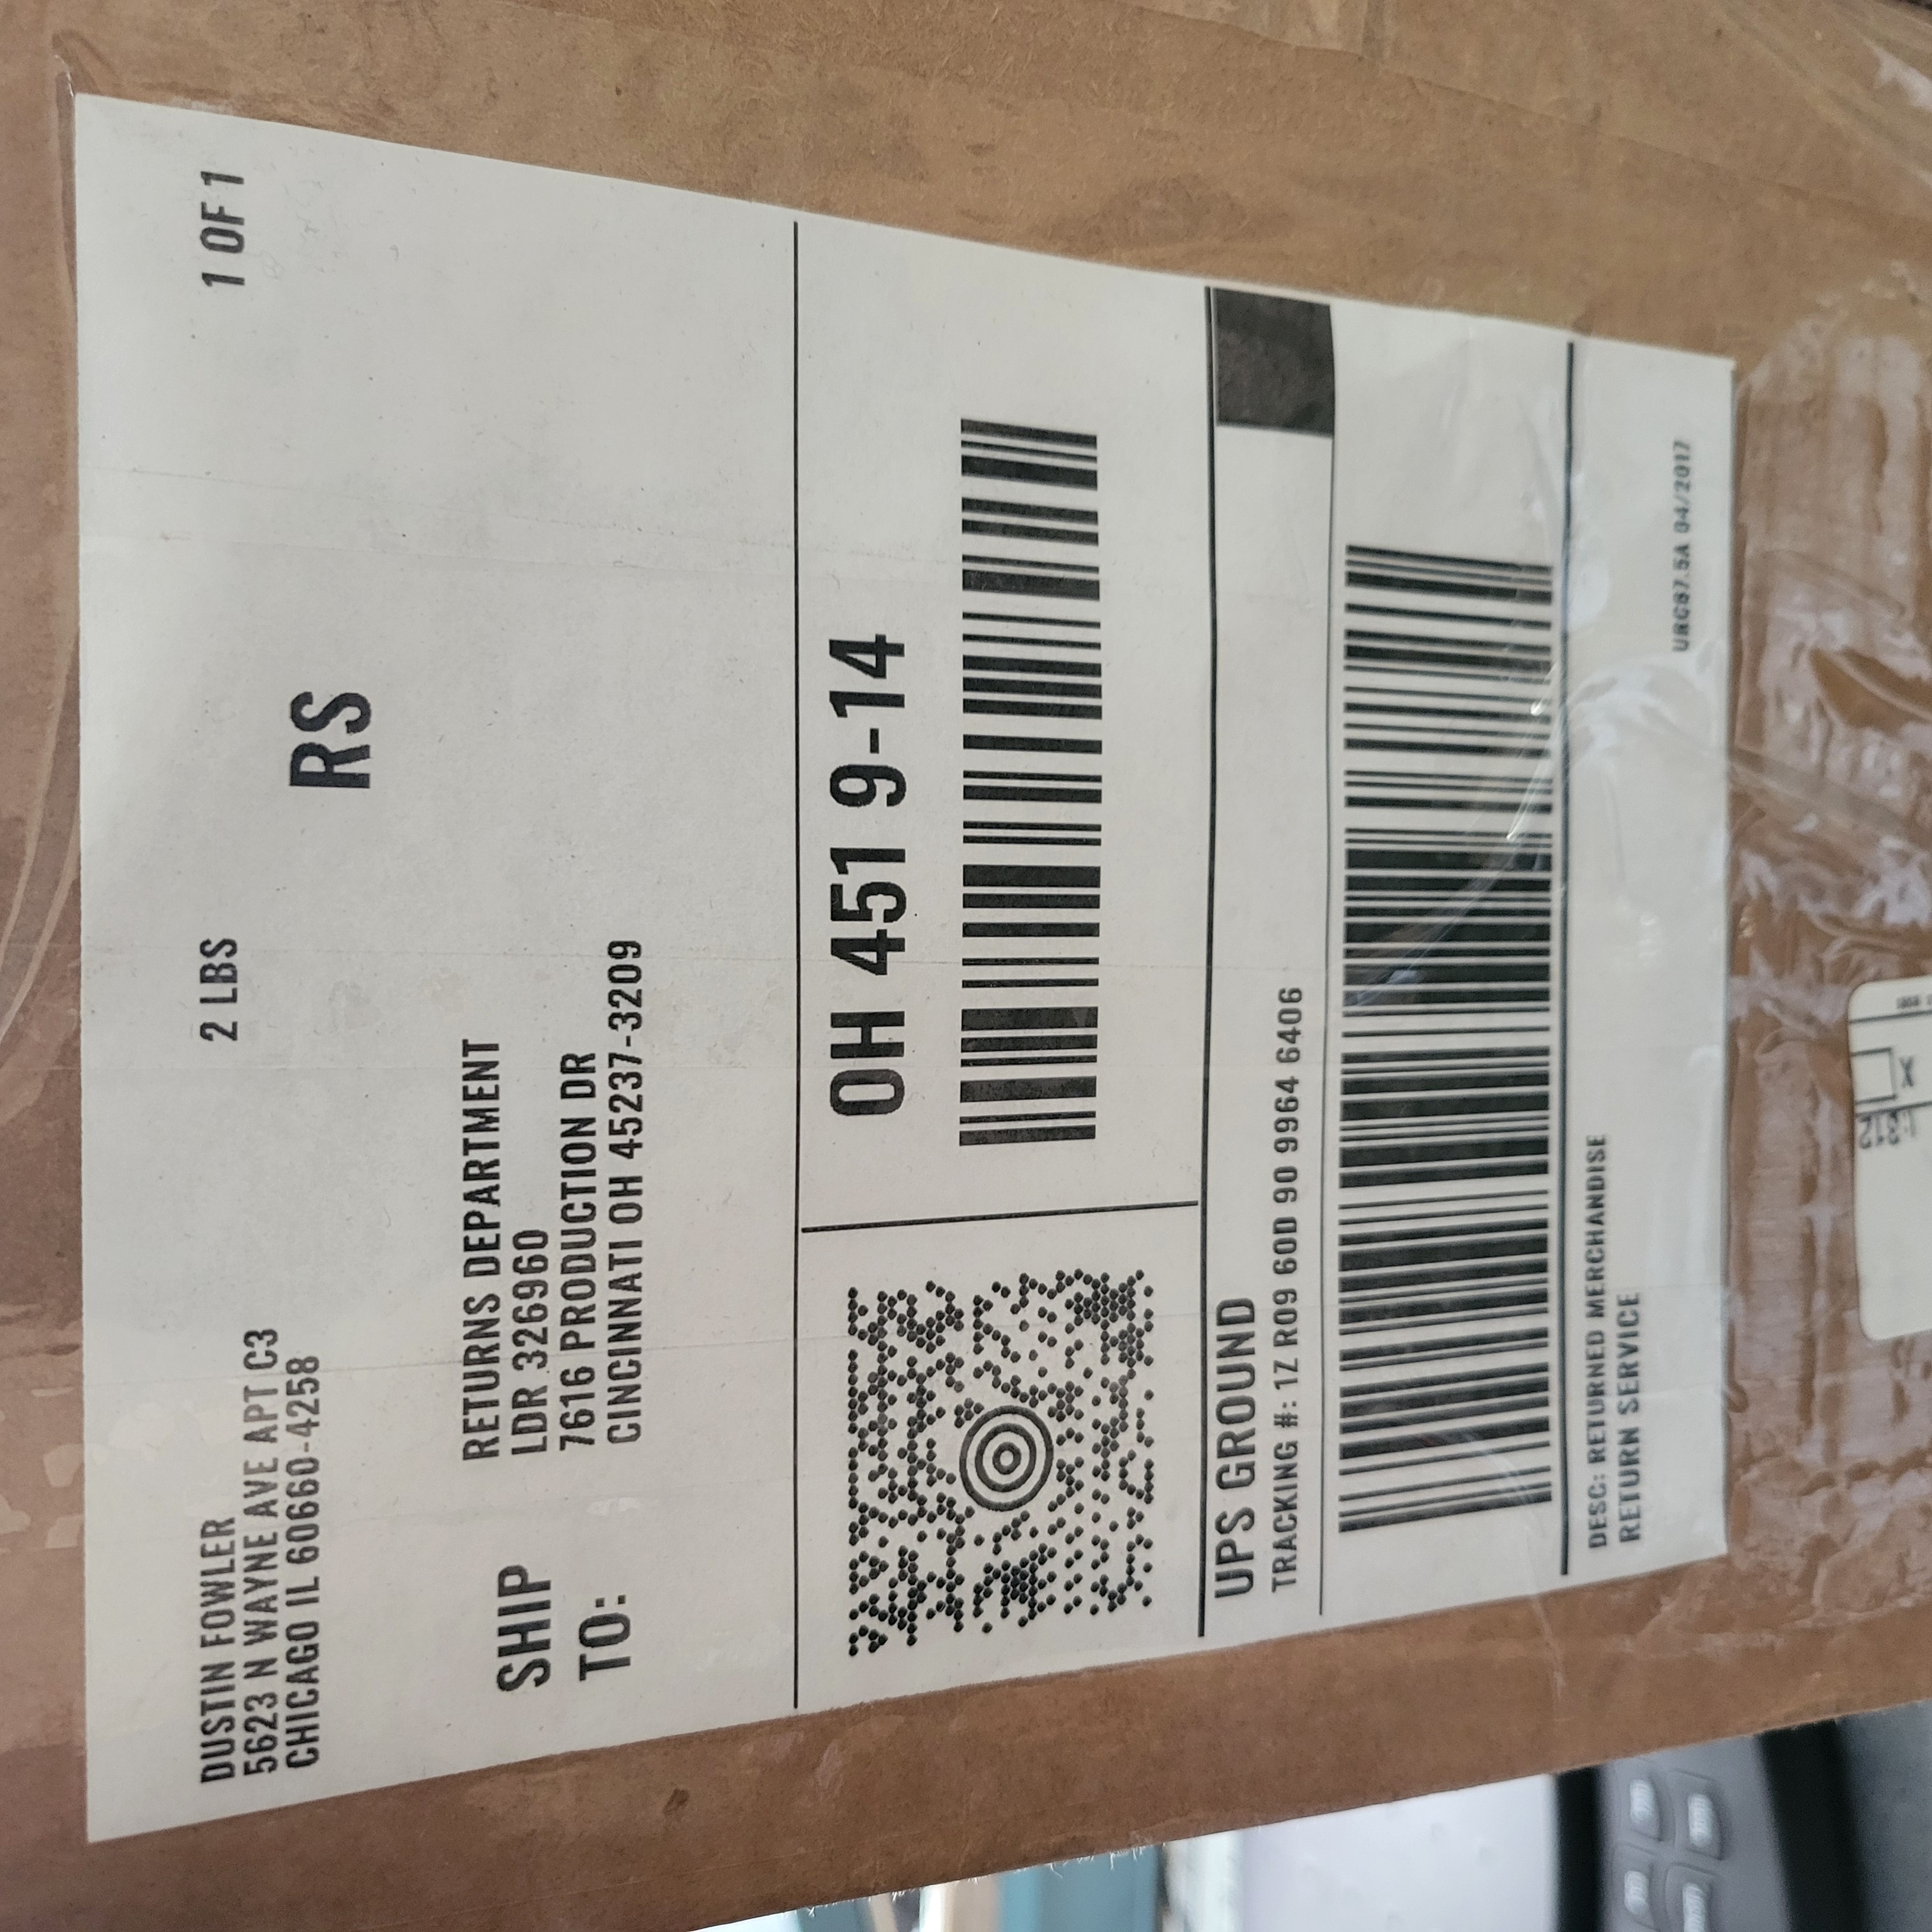 DUSTIN FOWLER
5623 N WAYNE AVE APT C3
CHICAGO IL 60660-4258
2 LBS
1 OF 1
RS
SHIP
TO:
RETURNS DEPARTMENT
LDR 326960
7616 PRODUCTION DR
CINCINNATI OH 45237-3209
OH 451 9-14
UPS GROUND
TRACKING #: 1Z R09 60D 90 9964 6406
DESC: RETURNED MERCHANDISE
RETURN SERVICE
04/2017
X